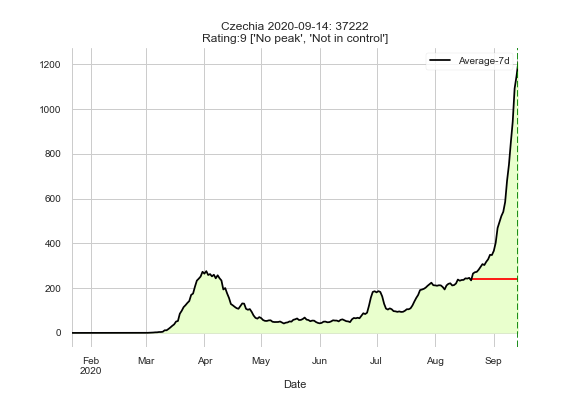 Czechia 2020-09-14: 37222
Rating:9 ['No peak', 'Not in control']
Average-7d
1200
1000
800
600
400
200
0
Feb Mar Apr May Jun Jul Aug Sep
2020
Date